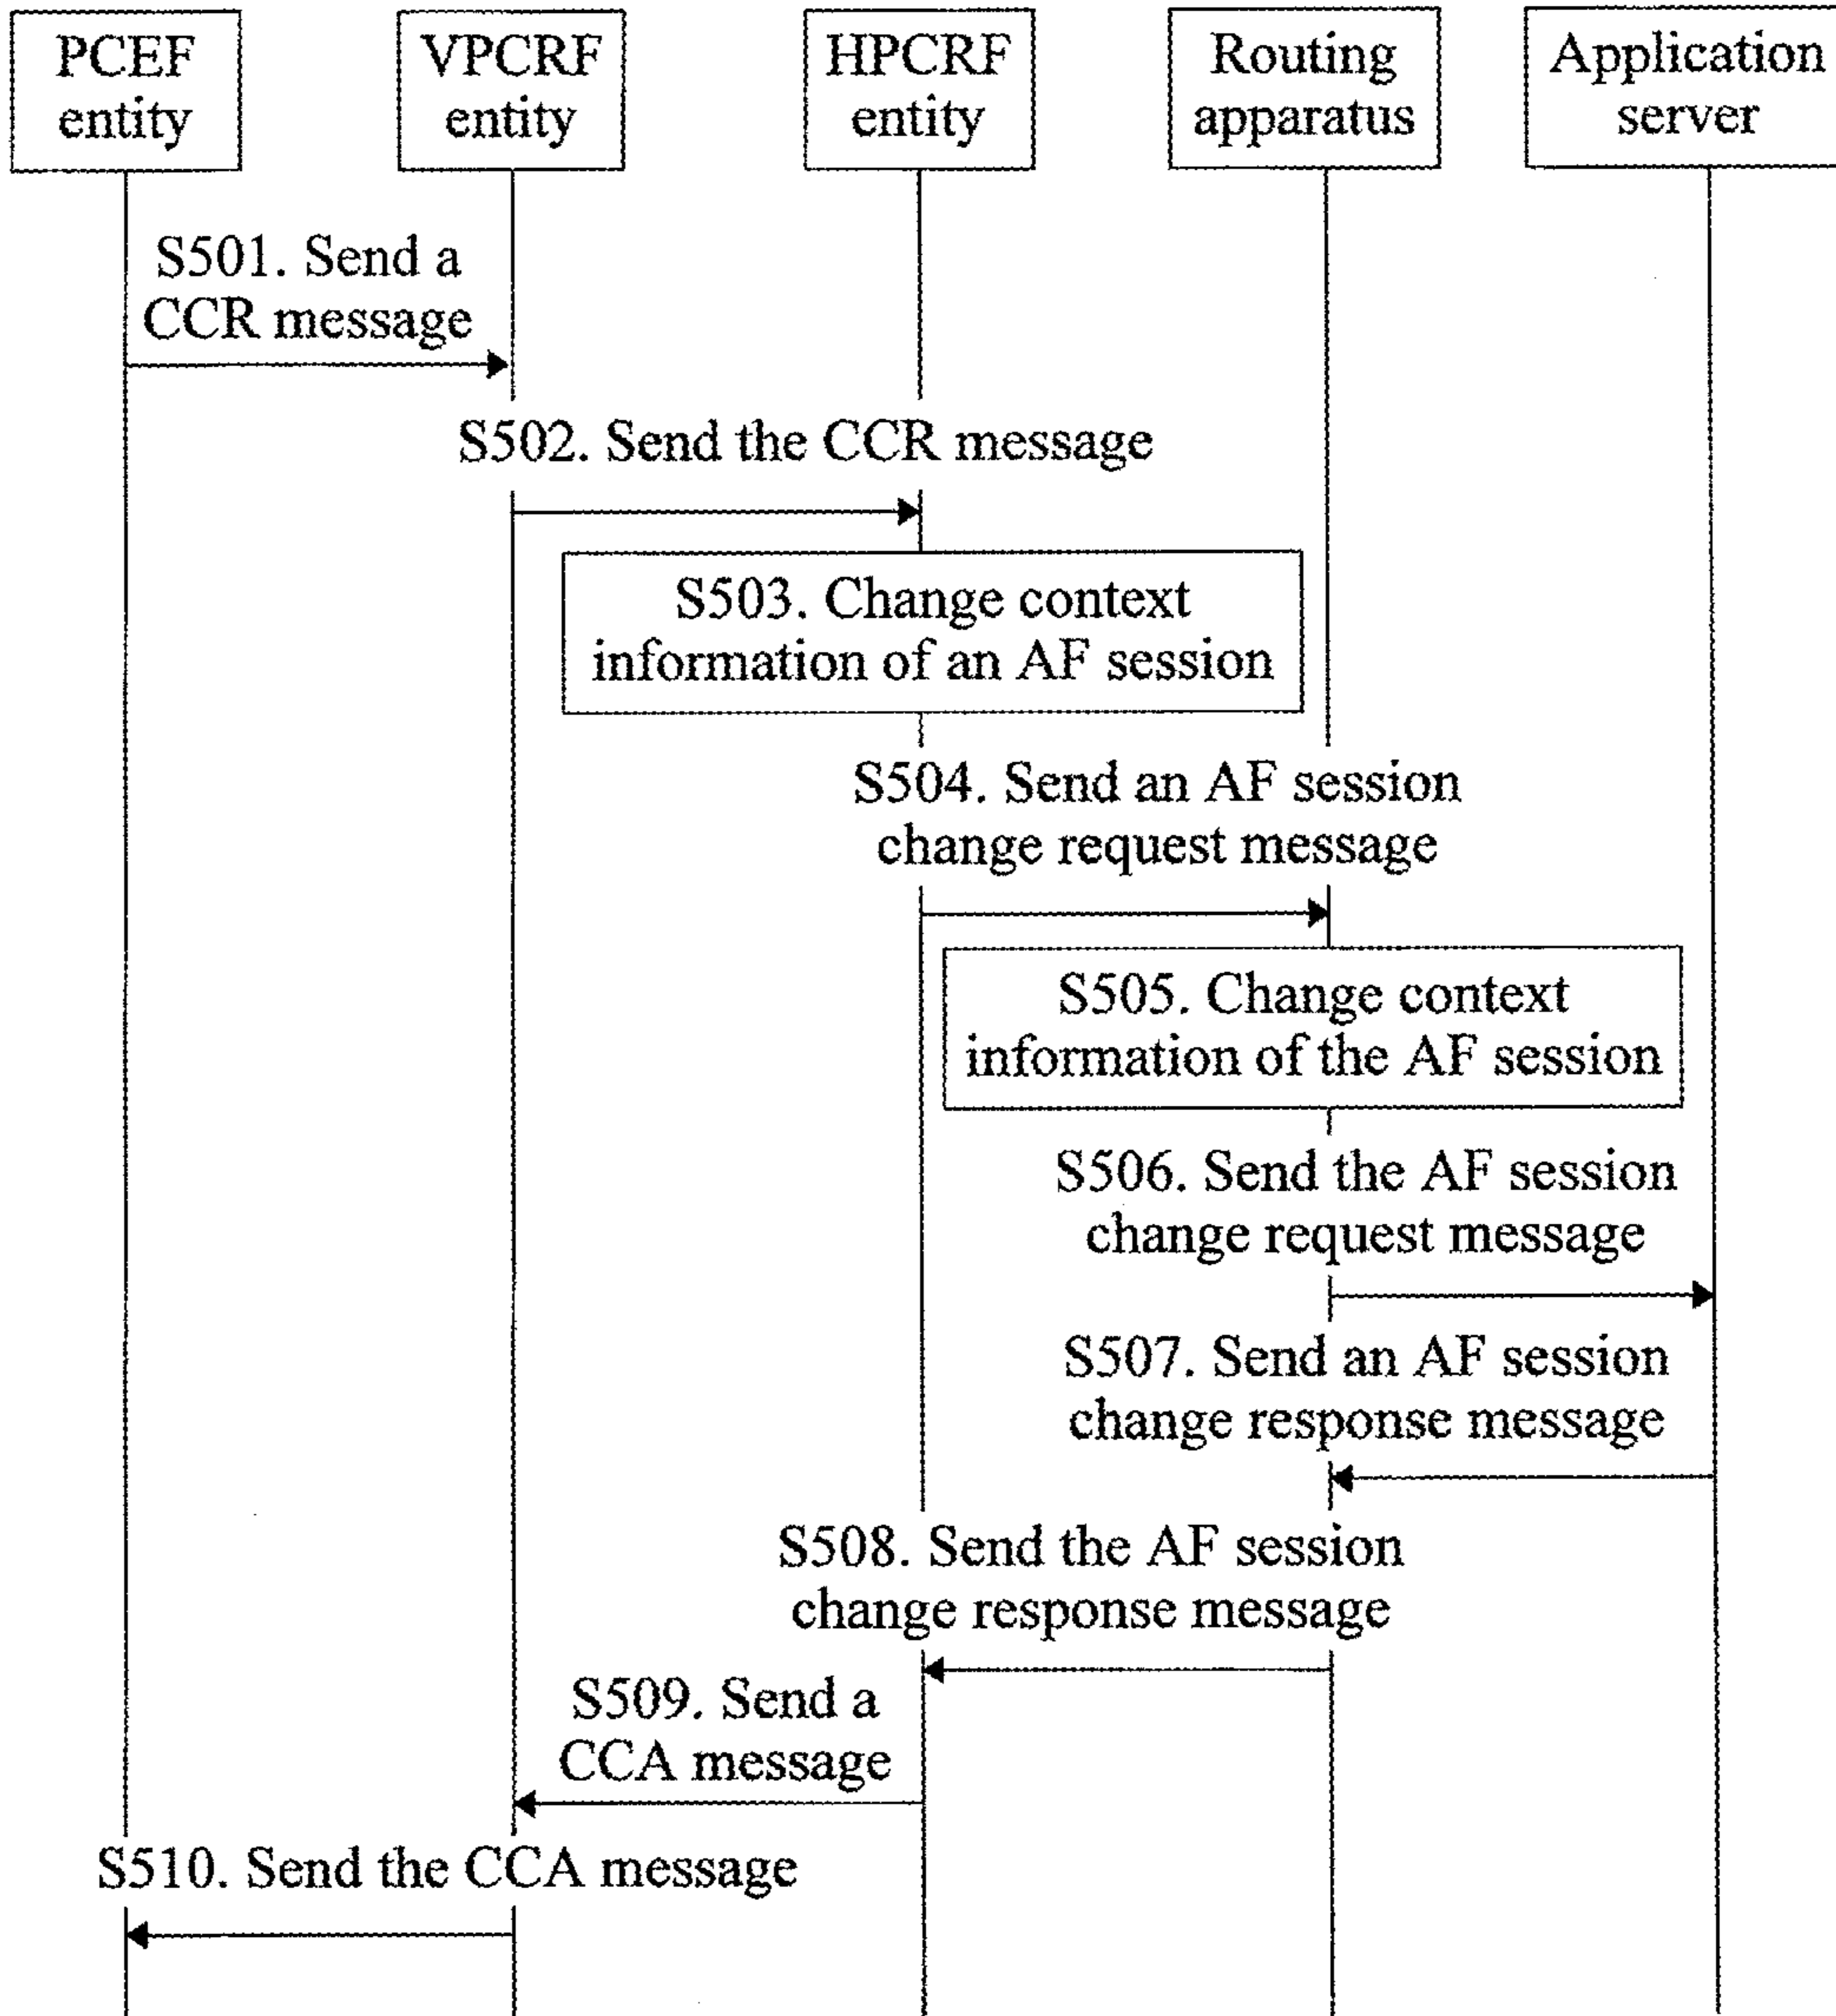 PCEF
entity
VPCRF
entity
HPCRF
entity
Routing
apparatus
Application
server
S501. Send a
CCR message
S502. Send the CCR message
S503. Change context
information of an AF session
S504. Send an AF session
change request message
S505. Change context
information of the AF session
S506. Send the AF session
change request message
S507. Send an AF session
change response message
S508. Send the AF session
change response message
S509. Send a
CCA message
S510. Send the CCA message